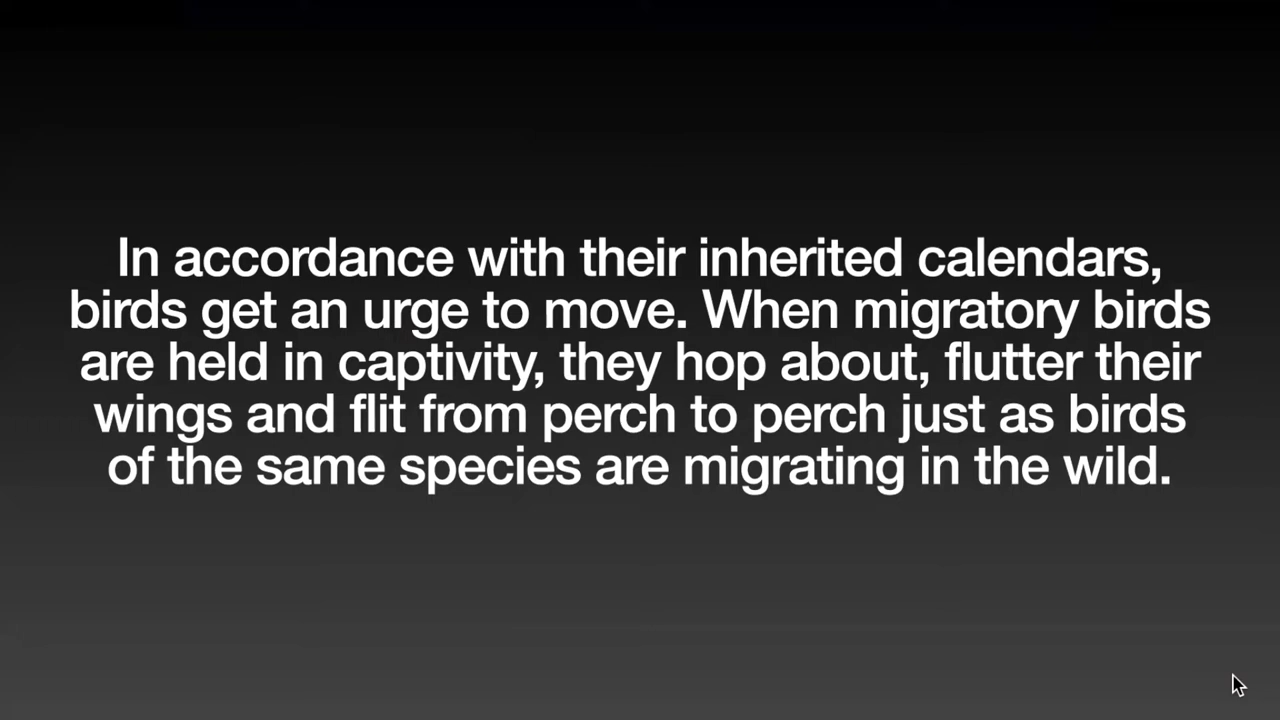 In accordance with their inherited calendars,
birds get an urge to move. When migratory birds
are held in captivity, they hop about, flutter their
wings and flit from perch to perch just as birds
of the same species are migrating in the wild.